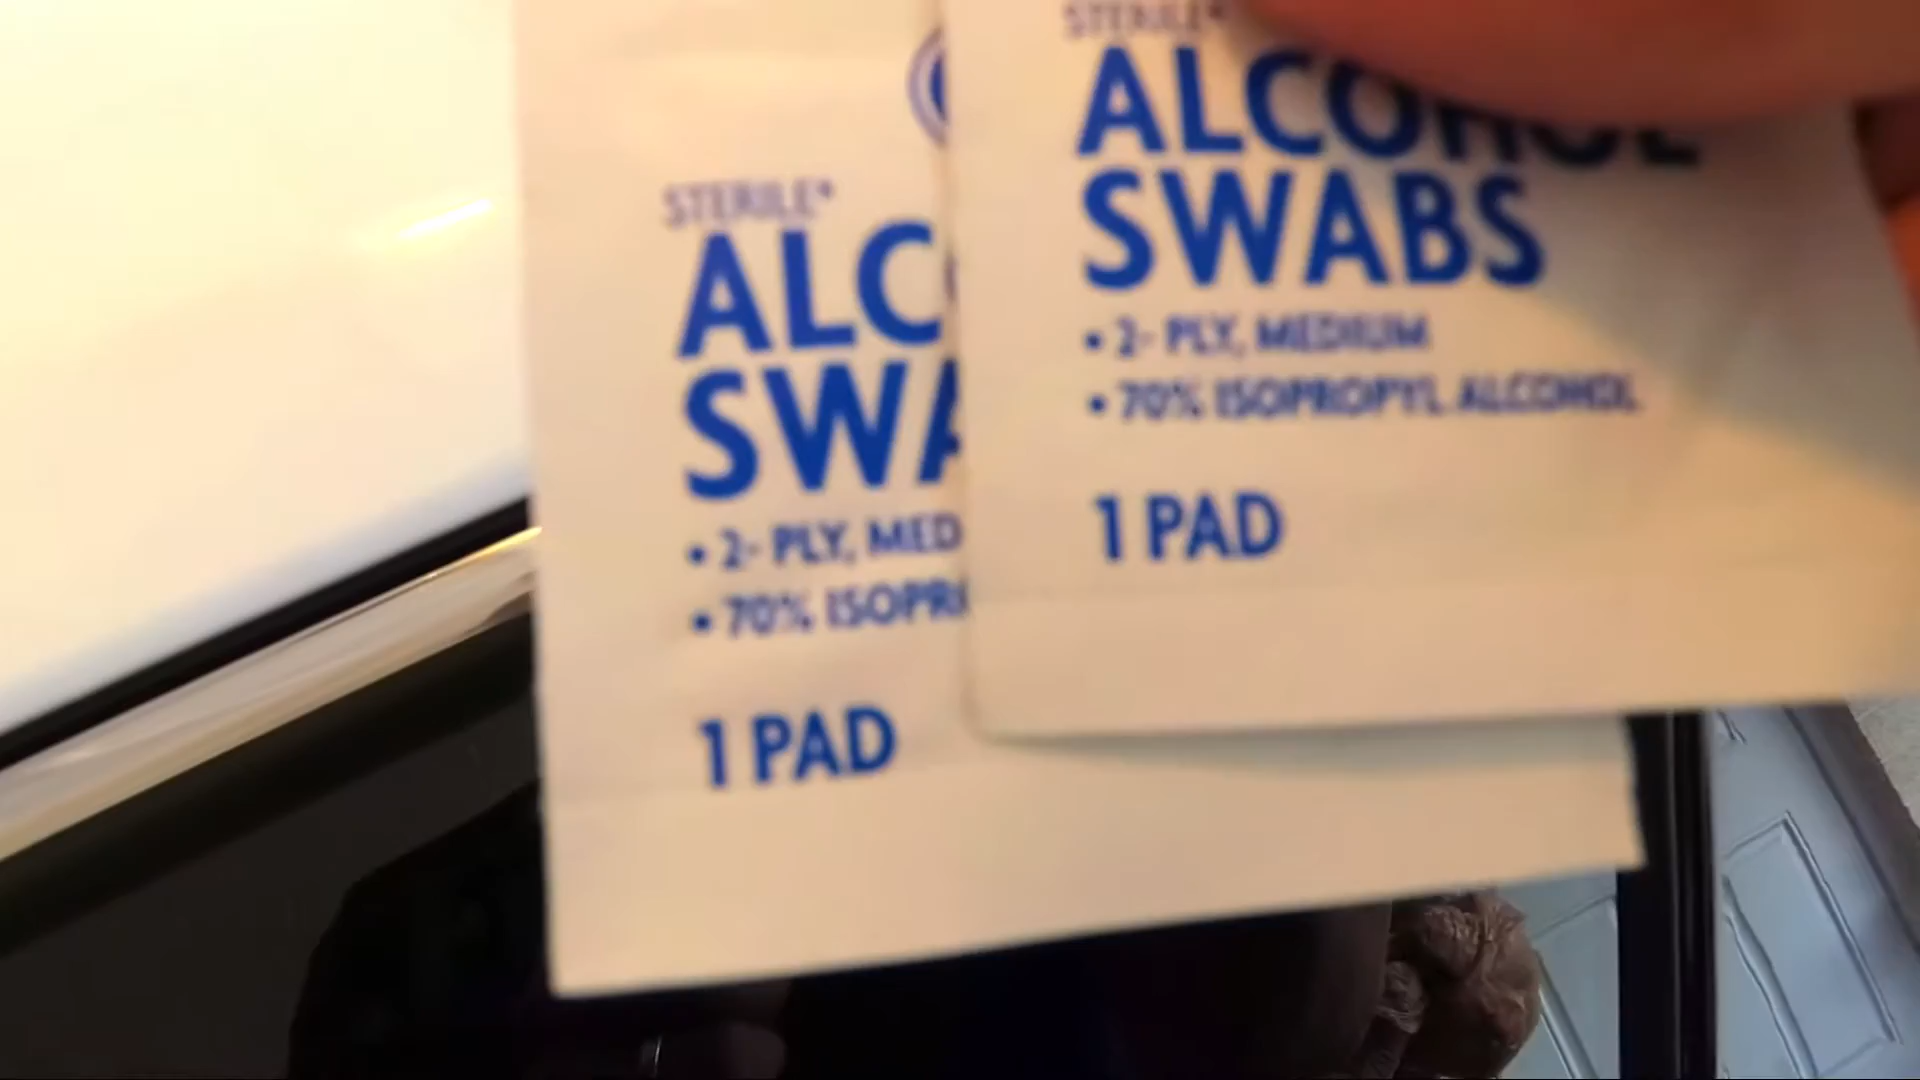 STERILE*
ALC
SWA
• 2- PLY, MED
• 70% ISOPR
1 PAD
STERILE*
ALCOHOL
SWABS
• 2- PLY, MEDIUM
• 70% ISOPROPYL ALCOHOL
1 PAD